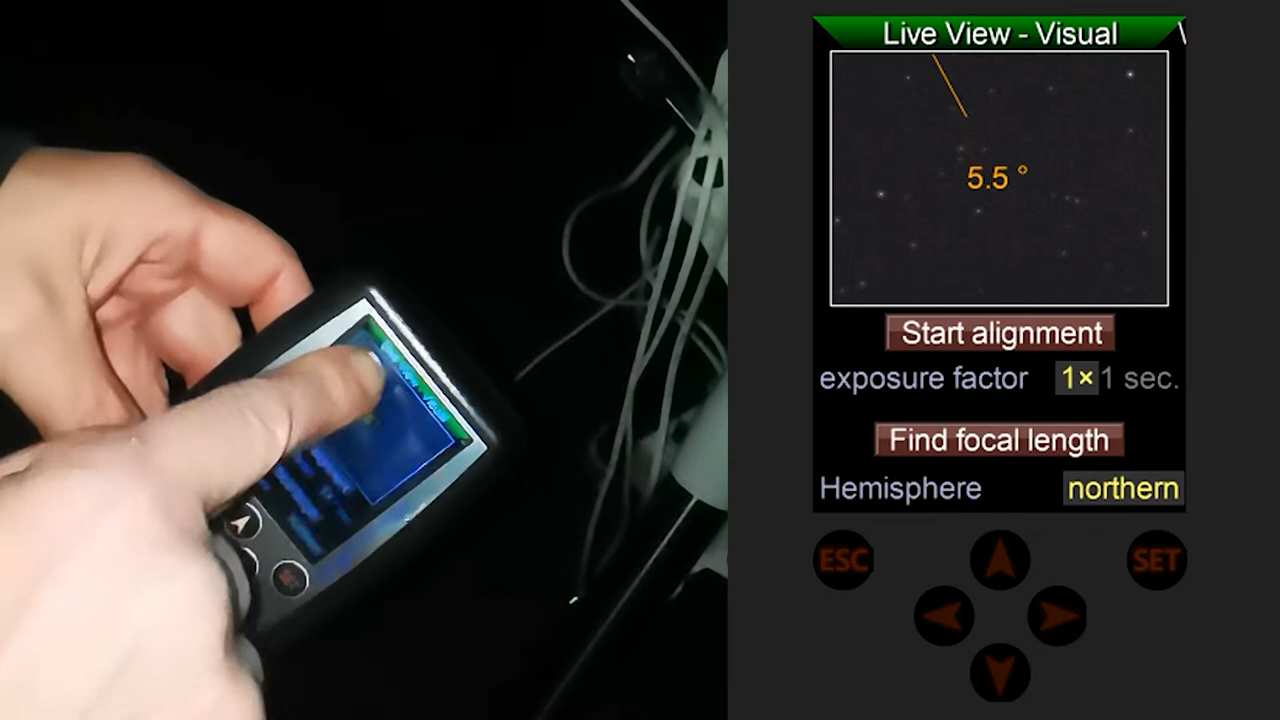 Live View - Visual
5.5 °
Start alignment
exposure factor 1× 1 sec.
Find focal length
Hemisphere northern
ESC
SET